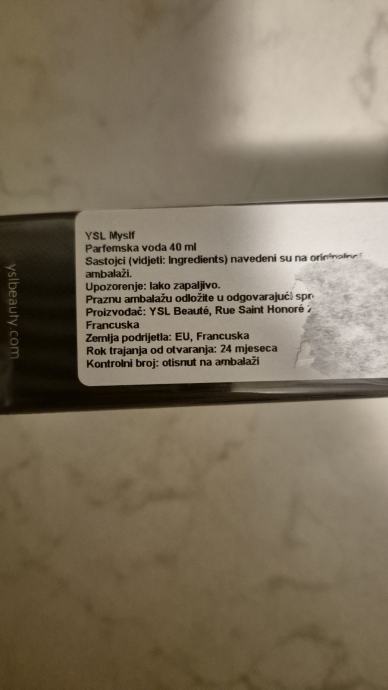 YSL Myslf
Parfemska voda 40 ml
Sastojci (vidjeti: Ingredients) navedeni su na
ambalaži.
Upozorenje: lako zapaljivo.
Praznu ambalažu odložite u odgovarajući
Proizvođač: YSL Beauté, Rue Saint Honoré
Francuska
Zemlja podrijetla: EU, Francuska
Rok trajanja od otvaranja: 24 mjeseca
Kontrolni broj: otisnut na ambalaži
yslbeauty.com